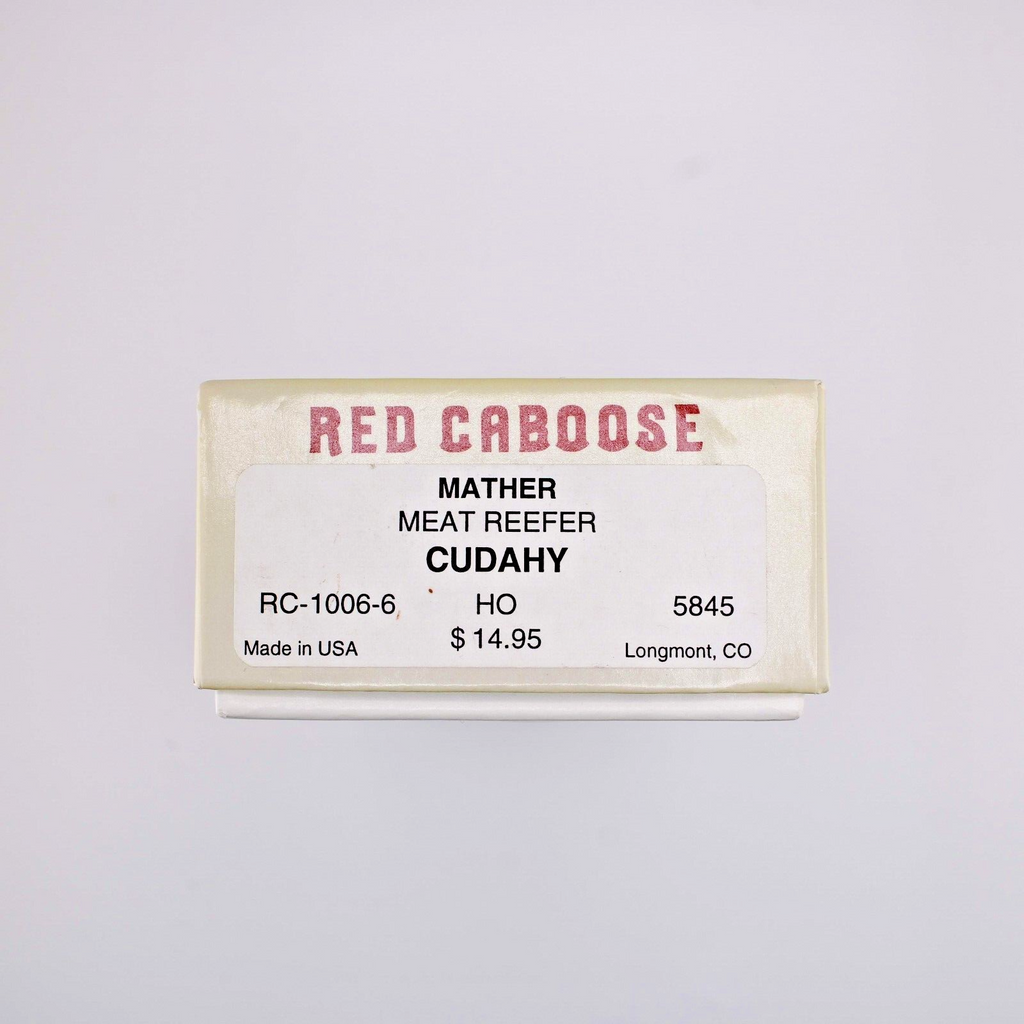 RED CABOOSE
MATHER
MEAT REEFER
CUDAHY
RC-1006-6 HO 5845
$ 14.95
Made in USA Longmont, CO